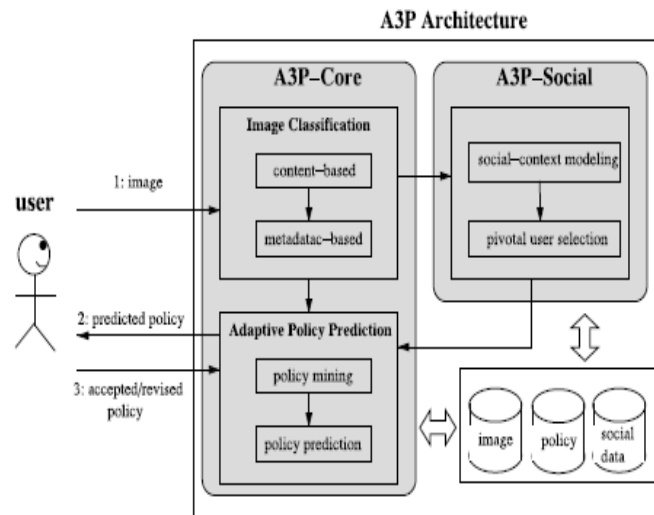 A3P Architecture
A3P–Core
A3P–Social
Image Classification
content–based
metadatac–based
social–context modeling
pivotal user selection
user
1: image
2: predicted policy
3: accepted/revised
policy
Adaptive Policy Prediction
policy mining
policy prediction
image
policy
social
data